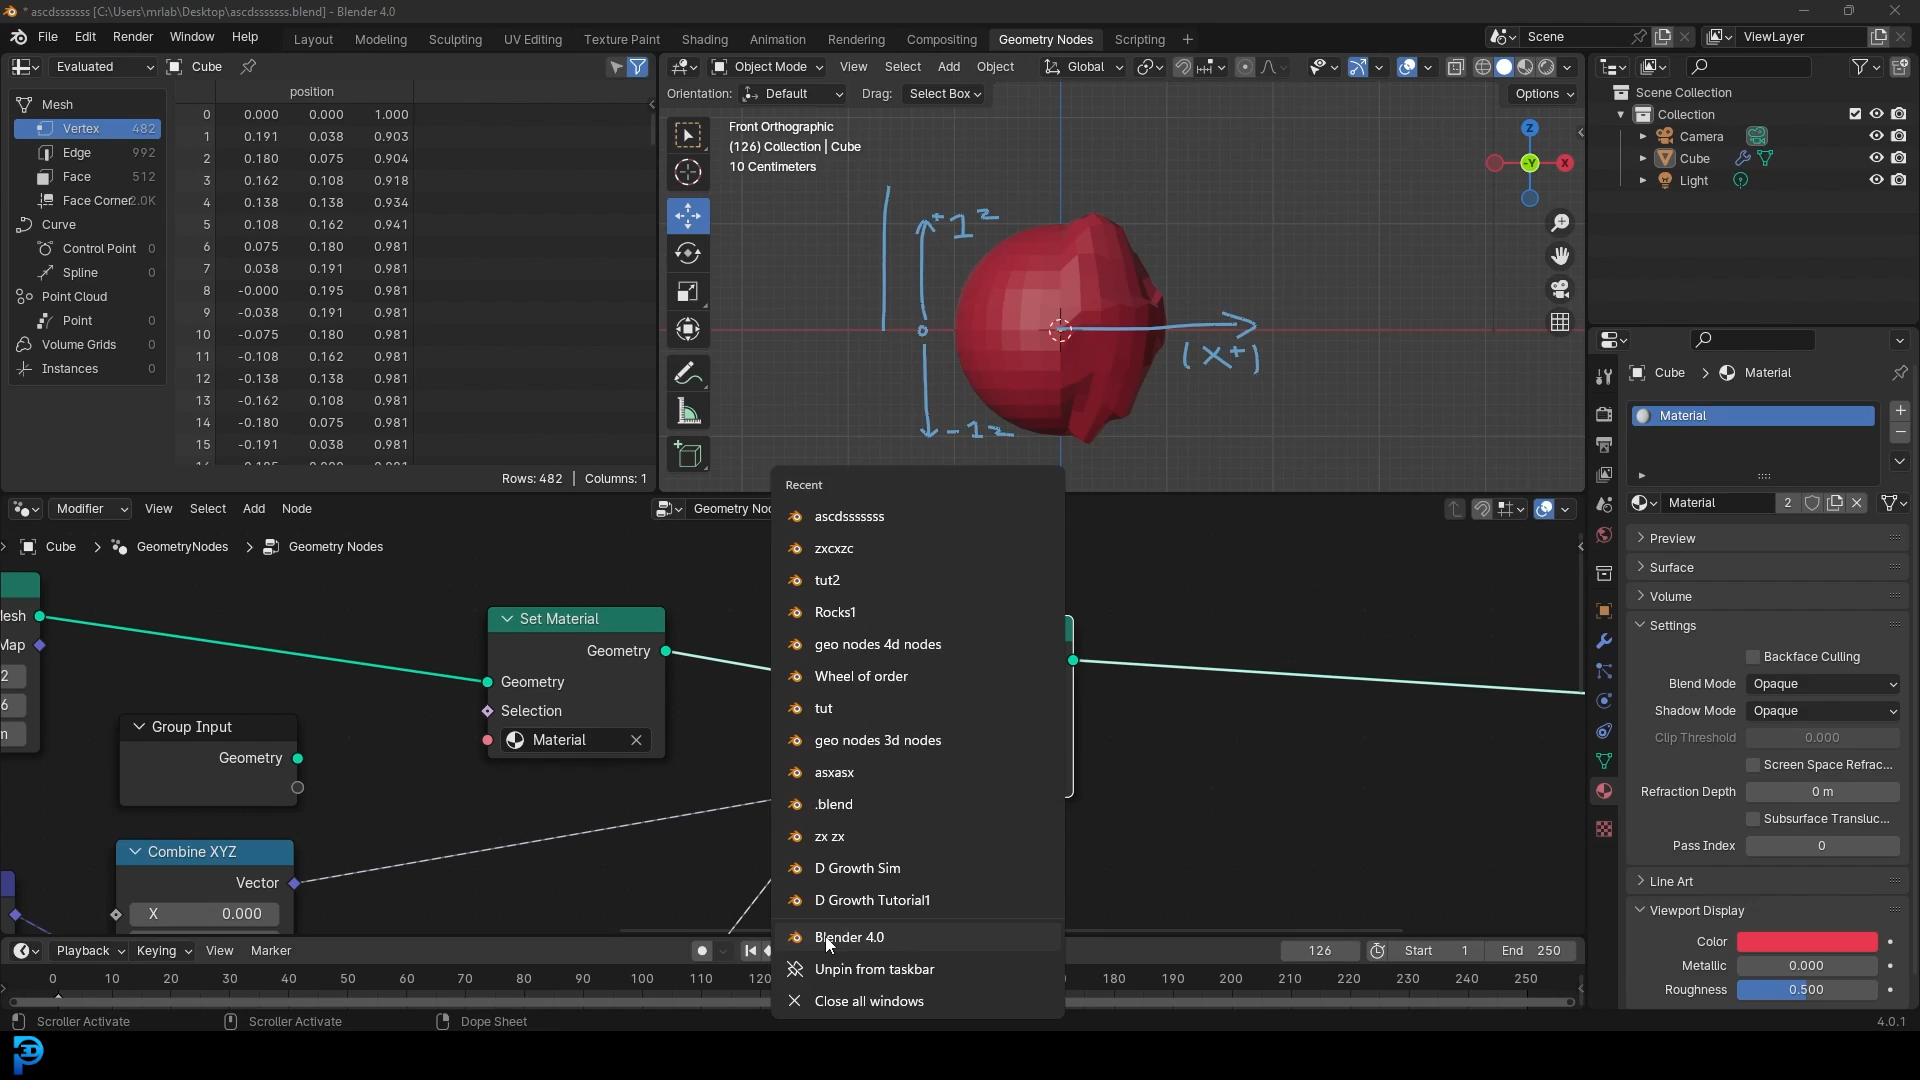 * ascdsssssss [C:\Users\mrlab\Desktop\ascdsssssss.blend] - Blender 4.0
File Edit Render Window Help Layout Modeling Sculpting UV Editing Texture Paint Shading Animation Rendering Compositing Geometry Nodes Scripting + Scene ViewLayer
Evaluated Cube
Object Mode View Select Add Object Global
Orientation: Default Drag: Select Box Options
position
Mesh
Vertex 482
Edge 992
Face 512
Face Corner 2.0K
Curve
Control Point 0
Spline 0
Point Cloud
Point 0
Volume Grids 0
Instances 0
0 0.000 0.000 1.000
1 0.191 0.038 0.903
2 0.180 0.075 0.904
3 0.162 0.108 0.918
4 0.138 0.138 0.934
5 0.108 0.162 0.941
6 0.075 0.180 0.981
7 0.038 0.191 0.981
8 -0.000 0.195 0.981
9 -0.038 0.191 0.981
10 -0.075 0.180 0.981
11 -0.108 0.162 0.981
12 -0.138 0.138 0.981
13 -0.162 0.108 0.981
14 -0.180 0.075 0.981
15 -0.191 0.038 0.981
Rows: 482 | Columns: 1
Front Orthographic
(126) Collection | Cube
10 Centimeters
+1z
0
-1z
(X+)
Z
-Y
X
Scene Collection
Collection
Camera
Cube
Light
Cube > Material
Material
Material 2
Preview
Surface
Volume
Settings
Backface Culling
Blend Mode Opaque
Shadow Mode Opaque
Clip Threshold 0.000
Screen Space Refrac...
Refraction Depth 0 m
Subsurface Transluc...
Pass Index 0
Line Art
Viewport Display
Color
Metallic 0.000
Roughness 0.500
Modifier View Select Add Node Geometry No
Cube > GeometryNodes > Geometry Nodes
lesh
Map
2
6
m
Group Input
Geometry
Combine XYZ
Vector
X 0.000
Set Material
Geometry
Geometry
Selection
Material
Recent
ascdsssssss
zxcxzc
tut2
Rocks1
geo nodes 4d nodes
Wheel of order
tut
geo nodes 3d nodes
asxasx
.blend
zx zx
D Growth Sim
D Growth Tutorial1
Blender 4.0
Unpin from taskbar
Close all windows
Playback Keying View Marker 126 Start 1 End 250
0 10 20 30 40 50 60 70 80 90 100 110 120 180 190 200 210 220 230 240 250
Scroller Activate Scroller Activate Dope Sheet 4.0.1